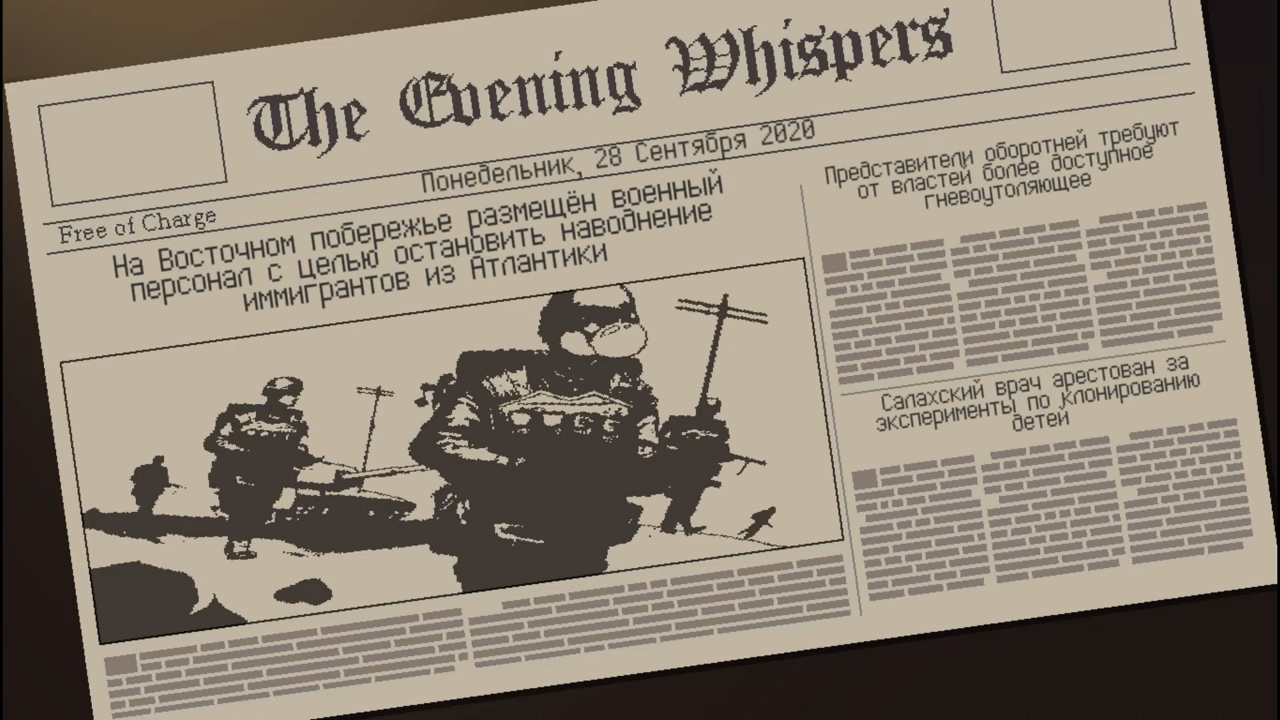 The Evening Whispers
Понедельник, 28 Сентября 2020
Free of Charge
На Восточном побережье размещён военный
персонал с целью остановить наводнение
иммигрантов из Атлантики
Представители оборотней требуют
от властей более доступное
гневоутоляющее
Салахский врач арестован за
эксперименты по клонированию
детей